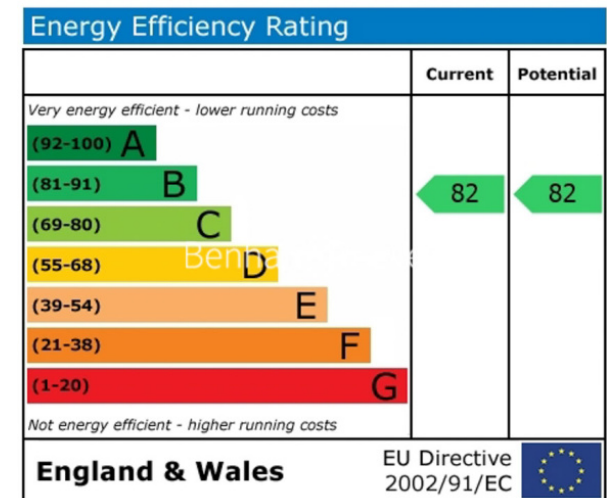 Energy Efficiency Rating
Current Potential
Very energy efficient - lower running costs
(92-100) A
(81-91) B
82 82
(69-80) C
(55-68) D
(39-54) E
(21-38) F
(1-20) G
Not energy efficient - higher running costs
England & Wales
EU Directive
2002/91/EC